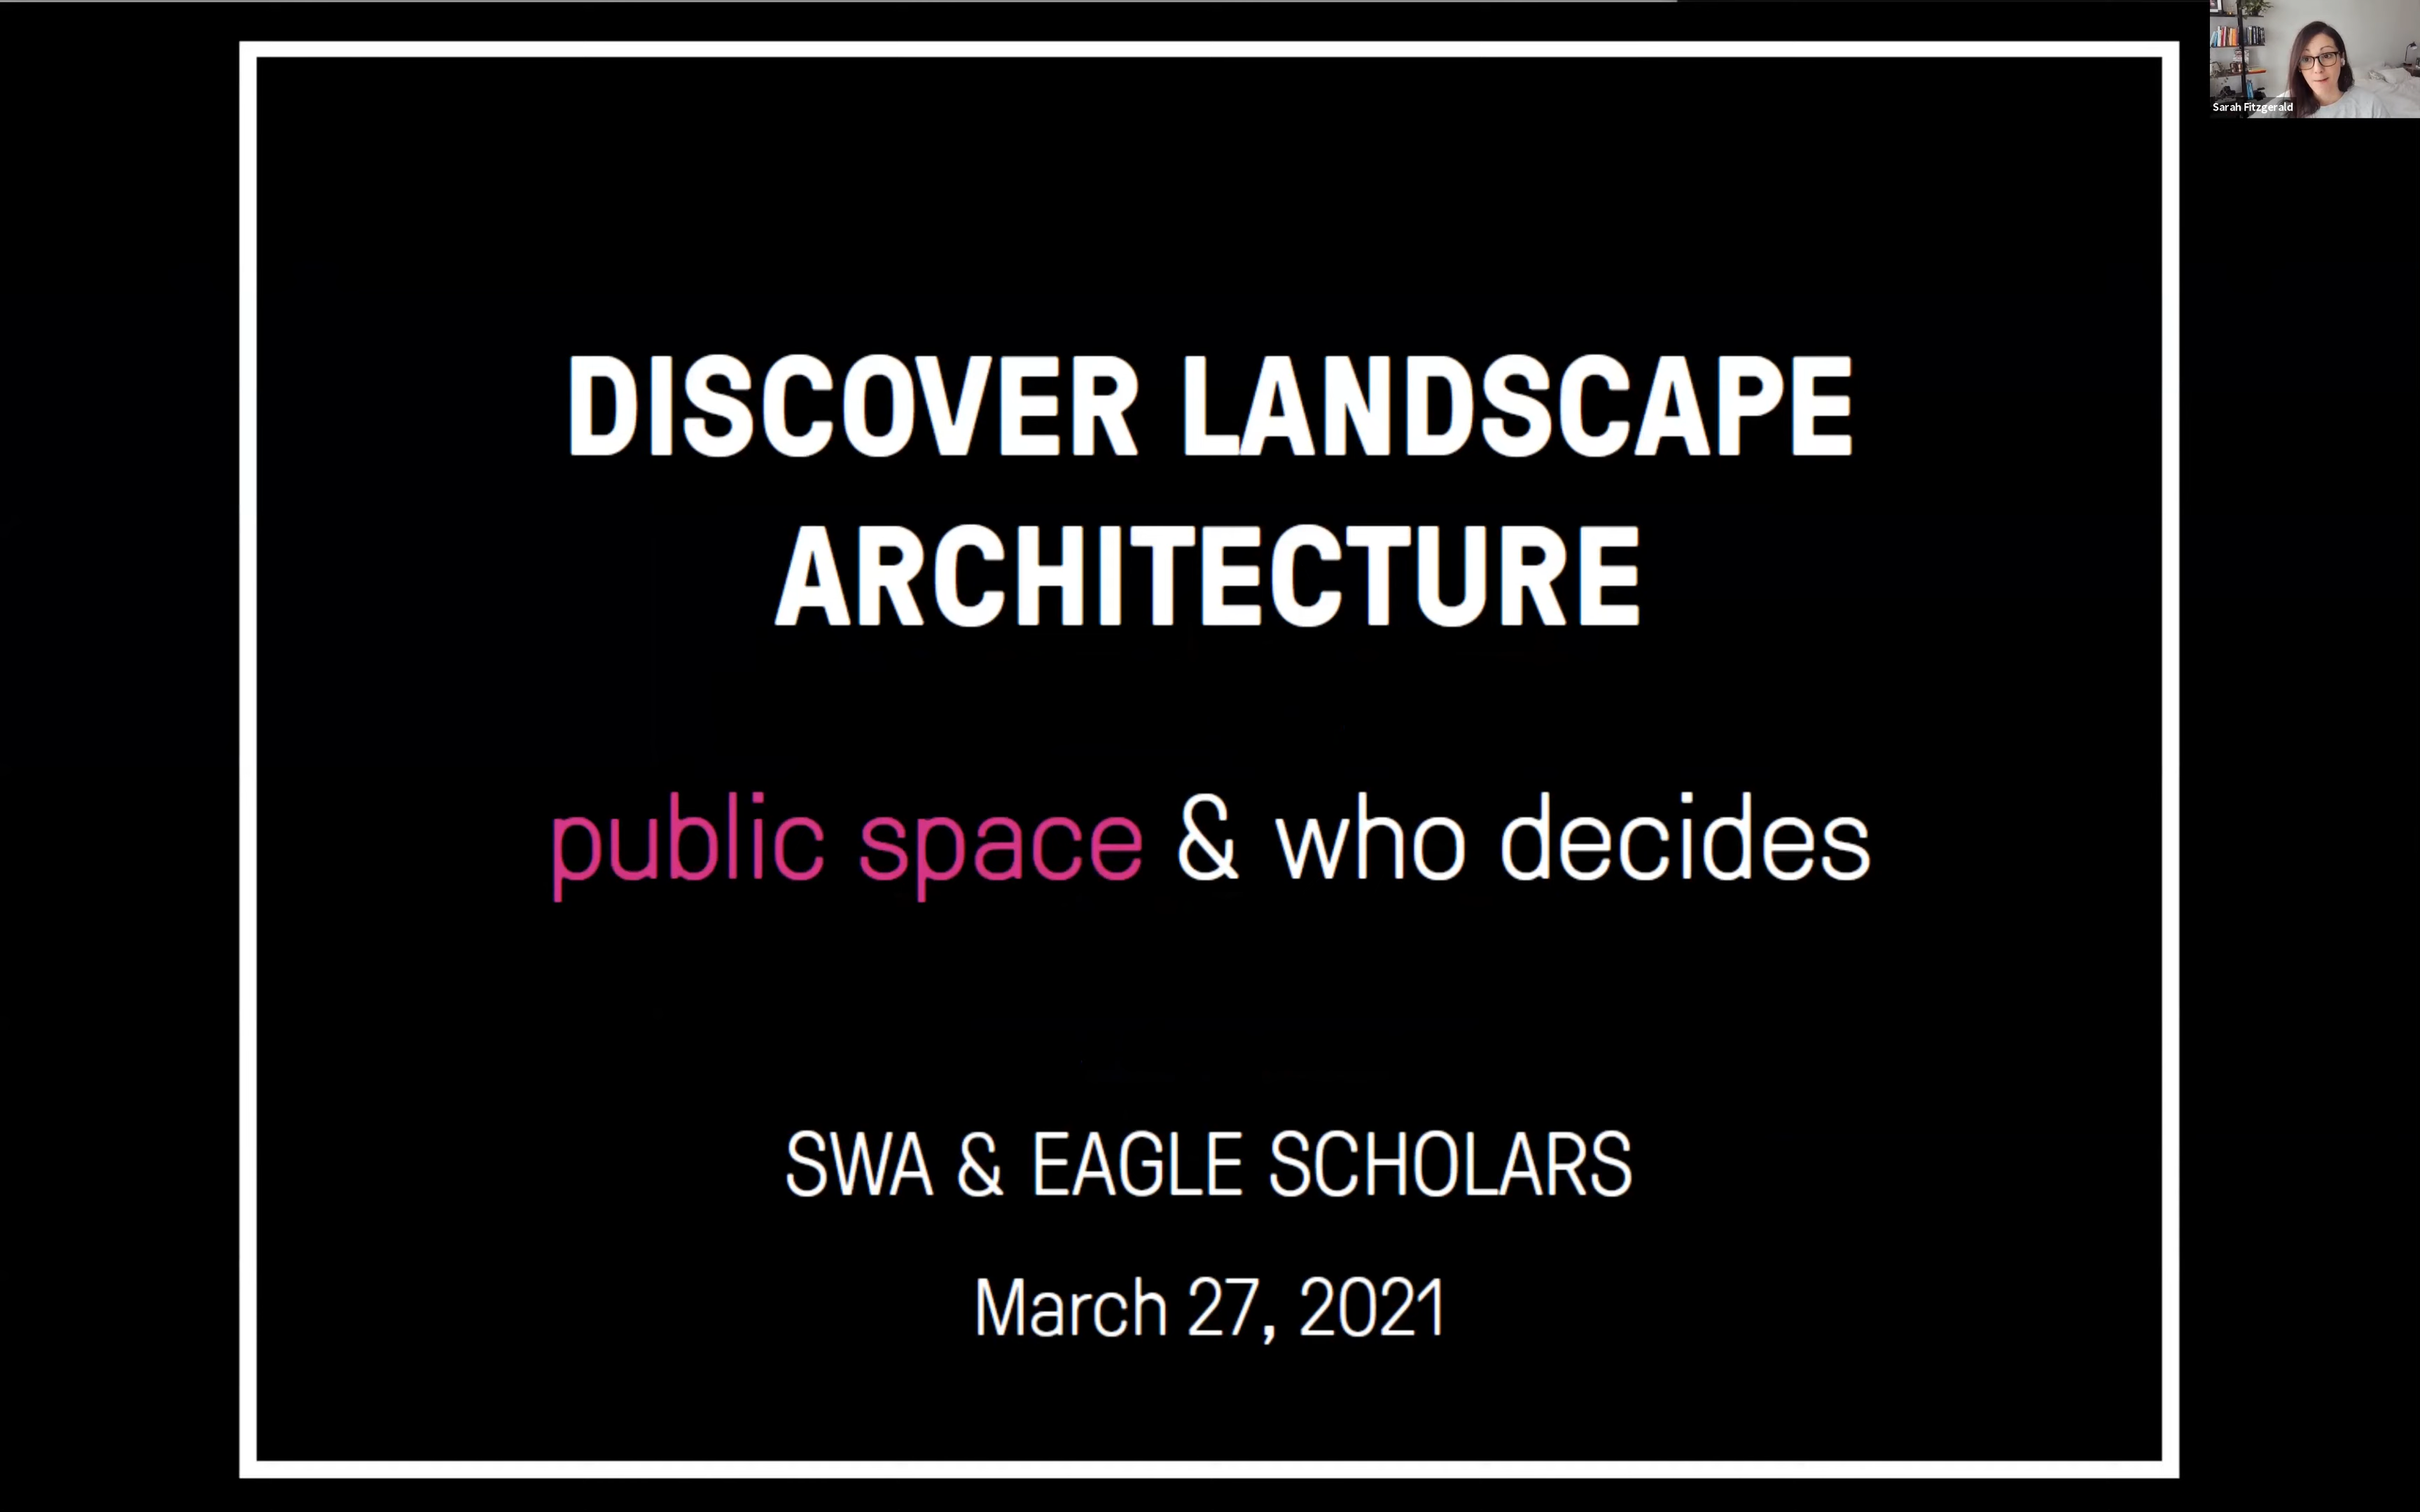 DISCOVER LANDSCAPE
ARCHITECTURE
public space & who decides
SWA & EAGLE SCHOLARS
March 27, 2021
Sarah Fitzgerald